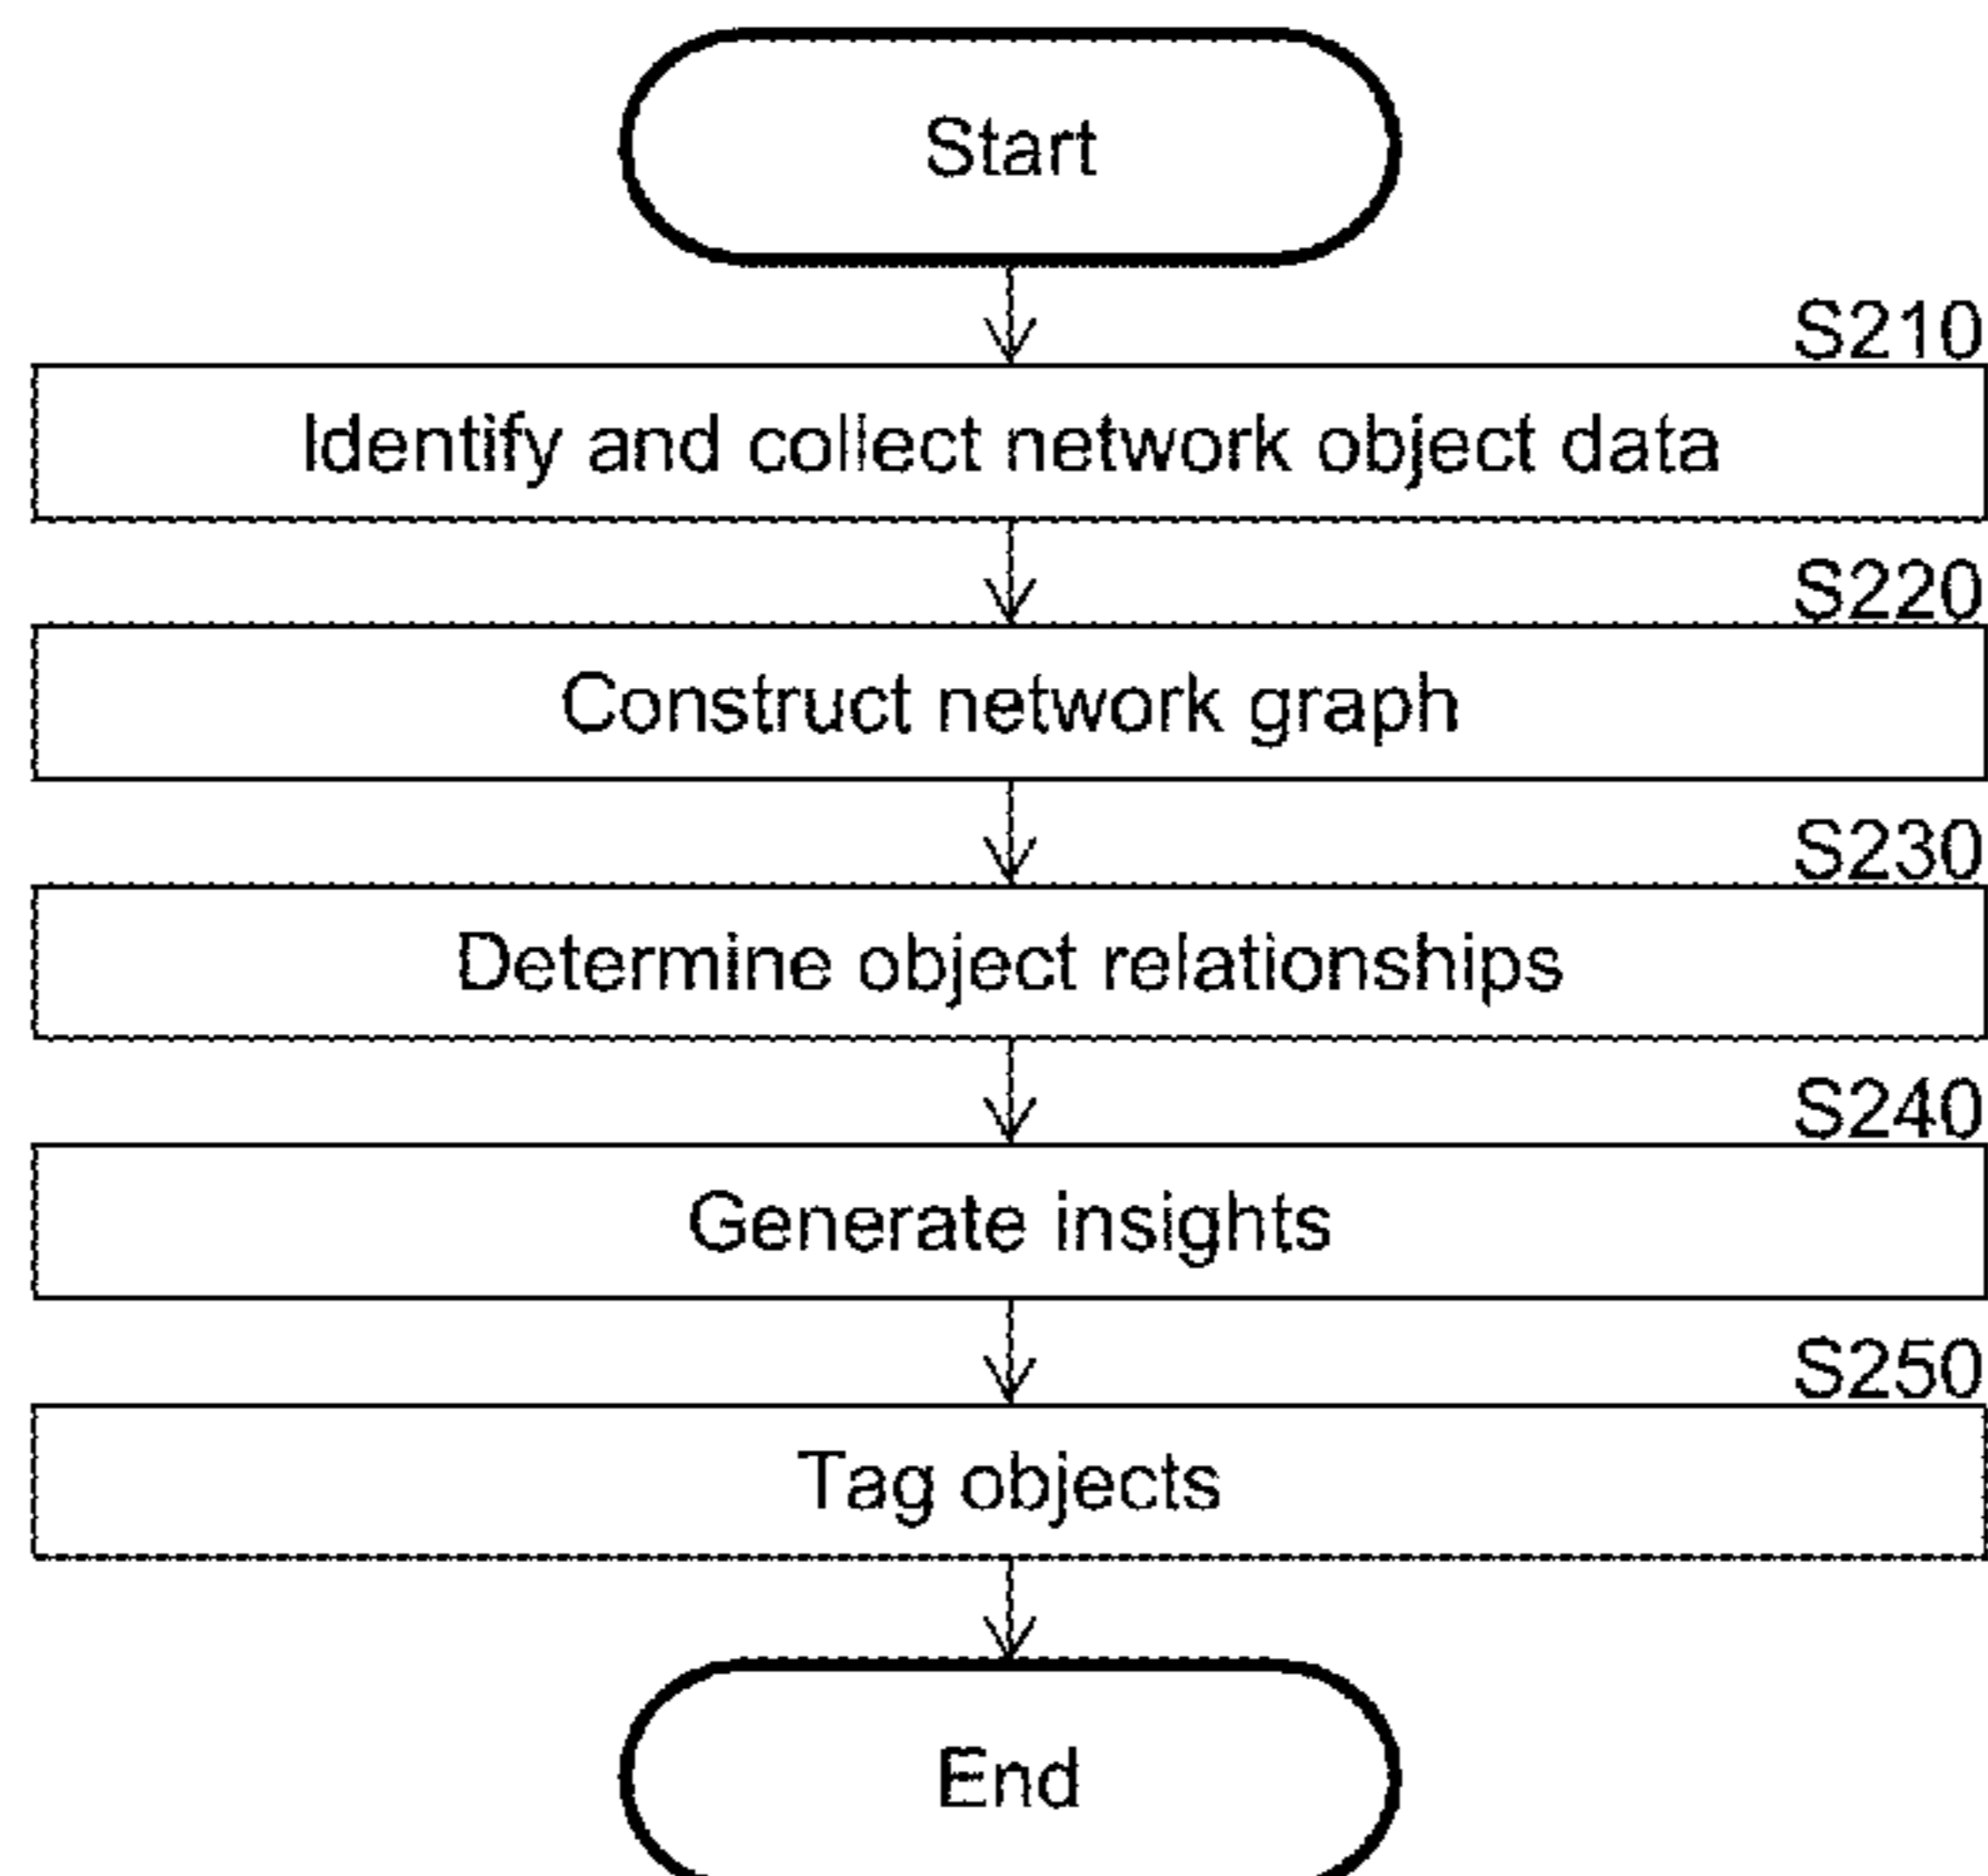 Start
S210
Identify and collect network object data
S220
Construct network graph
S230
Determine object relationships
S240
Generate insights
S250
Tag objects
End